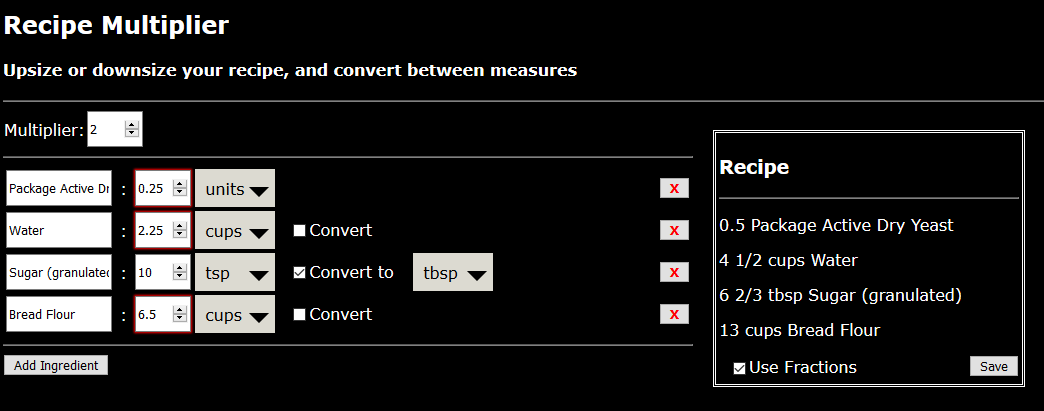 Recipe Multiplier
Upsize or downsize your recipe, and convert between measures
Multiplier: 2
Package Active Dr : 0.25 units X
Water : 2.25 cups Convert X
Sugar (granulated : 10 tsp Convert to tbsp X
Bread Flour : 6.5 cups Convert X
Add Ingredient
Recipe
0.5 Package Active Dry Yeast
4 1/2 cups Water
6 2/3 tbsp Sugar (granulated)
13 cups Bread Flour
Use Fractions Save